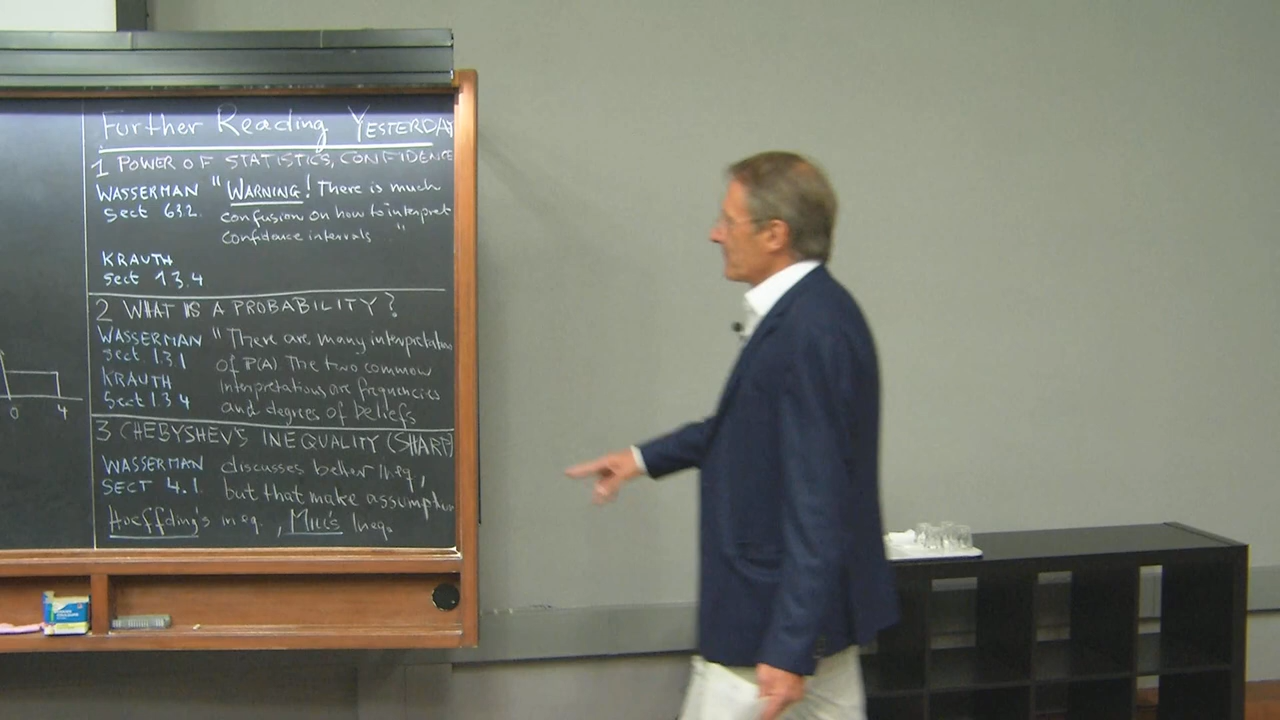 Further Reading YESTERDAY
1 POWER OF STATISTICS, CONFIDENCE
WASSERMAN "WARNING! There is much
Sect 6.3.2. confusion on how to interpret
Confidence intervals "
KRAUTH
Sect 1.3.4
2 WHAT IS A PROBABILITY?
WASSERMAN "There are many interpretation
Sect. 1.3.1 of P(A). The two common
KRAUTH interpretations are frequencies
Sect 1.3.4 and degrees of beliefs
3 CHEBYSHEV'S INEQUALITY (SHARP)
WASSERMAN discusses better Ineq,
SECT 4.1 but that make assumption
Hoeffding's ineq, Mill's Ineq.
0 4